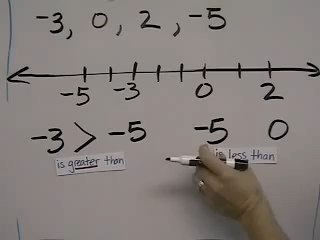 -3, 0, 2, -5
-5 -3 0 2
-3 > -5 -5 0
is greater than is less than